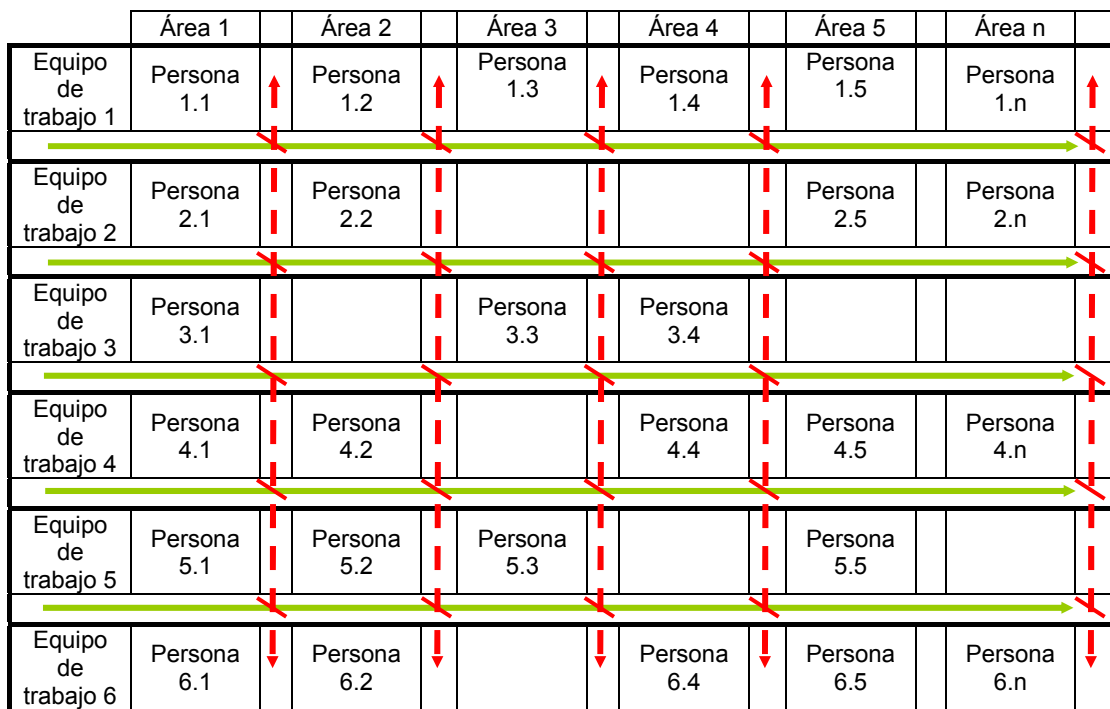 Área 1 Área 2 Área 3 Área 4 Área 5 Área n
Equipo de trabajo 1 Persona 1.1 Persona 1.2 Persona 1.3 Persona 1.4 Persona 1.5 Persona 1.n
Equipo de trabajo 2 Persona 2.1 Persona 2.2 Persona 2.5 Persona 2.n
Equipo de trabajo 3 Persona 3.1 Persona 3.3 Persona 3.4
Equipo de trabajo 4 Persona 4.1 Persona 4.2 Persona 4.4 Persona 4.5 Persona 4.n
Equipo de trabajo 5 Persona 5.1 Persona 5.2 Persona 5.3 Persona 5.5
Equipo de trabajo 6 Persona 6.1 Persona 6.2 Persona 6.4 Persona 6.5 Persona 6.n